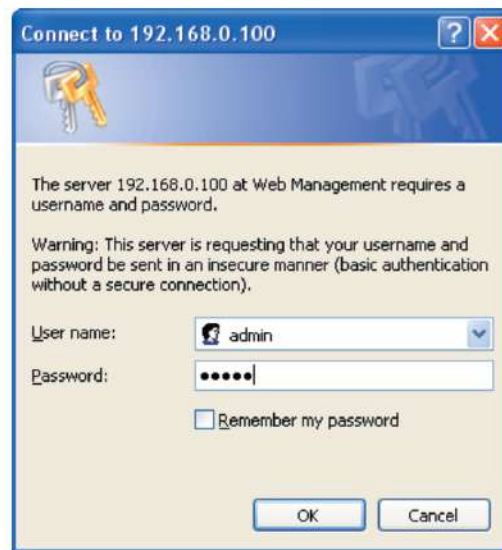 Connect to 192.168.0.100
The server 192.168.0.100 at Web Management requires a
username and password.
Warning: This server is requesting that your username and
password be sent in an insecure manner (basic authentication
without a secure connection).
User name: admin
Password: •••••
Remember my password
OK Cancel